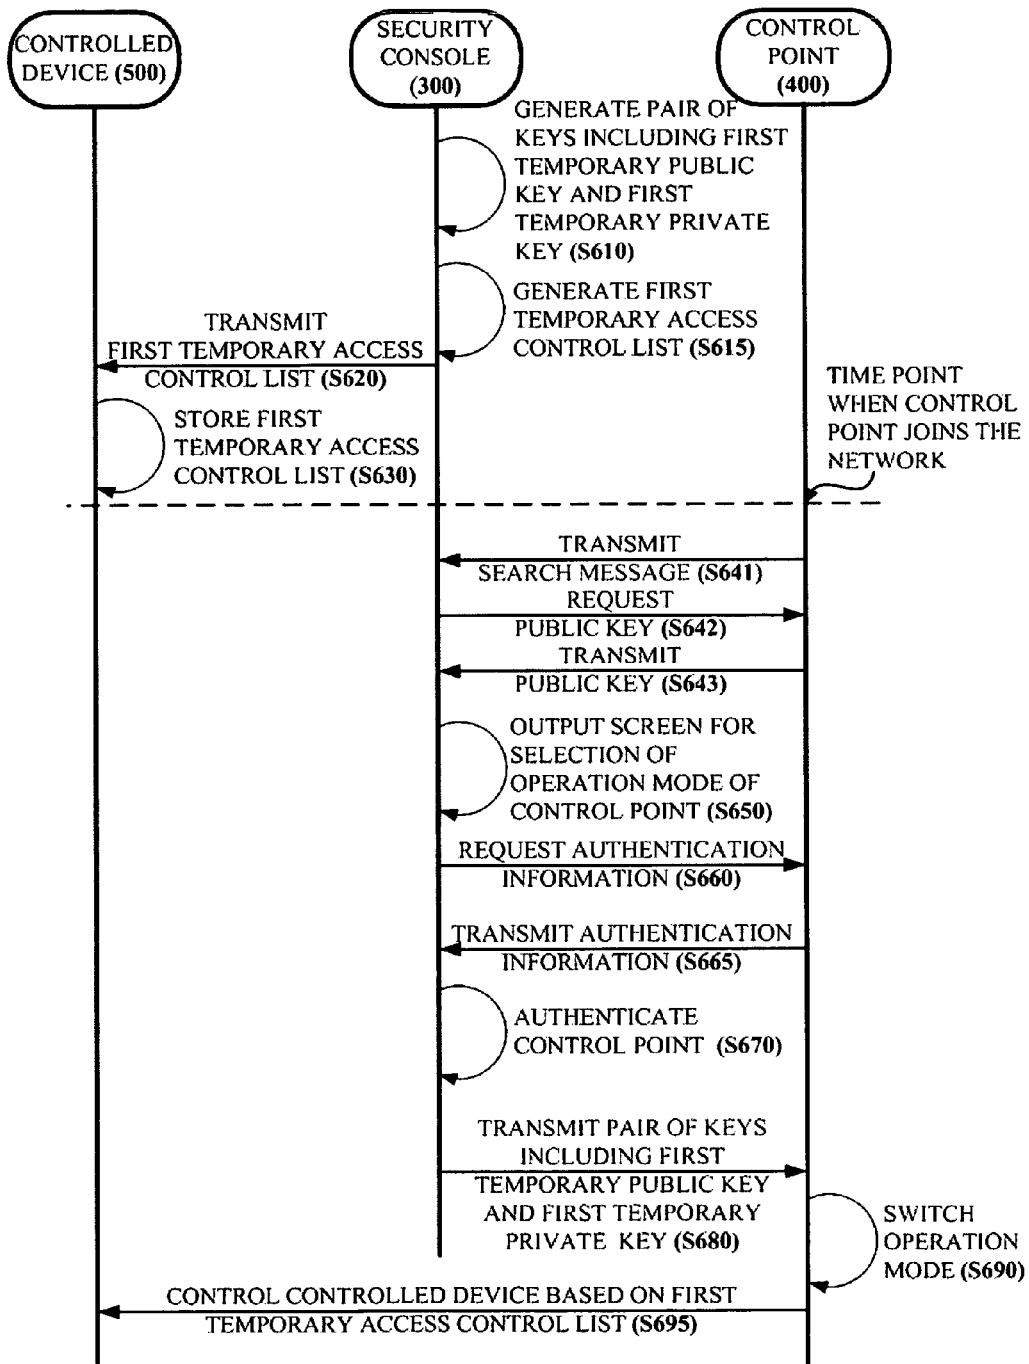 CONTROLLED
DEVICE (500)
SECURITY
CONSOLE
(300)
CONTROL
POINT
(400)
GENERATE PAIR OF
KEYS INCLUDING FIRST
TEMPORARY PUBLIC
KEY AND FIRST
TEMPORARY PRIVATE
KEY (S610)
GENERATE FIRST
TEMPORARY ACCESS
CONTROL LIST (S615)
TRANSMIT
FIRST TEMPORARY ACCESS
CONTROL LIST (S620)
STORE FIRST
TEMPORARY ACCESS
CONTROL LIST (S630)
TIME POINT
WHEN CONTROL
POINT JOINS THE
NETWORK
TRANSMIT
SEARCH MESSAGE (S641)
REQUEST
PUBLIC KEY (S642)
TRANSMIT
PUBLIC KEY (S643)
OUTPUT SCREEN FOR
SELECTION OF
OPERATION MODE OF
CONTROL POINT (S650)
REQUEST AUTHENTICATION
INFORMATION (S660)
TRANSMIT AUTHENTICATION
INFORMATION (S665)
AUTHENTICATE
CONTROL POINT (S670)
TRANSMIT PAIR OF KEYS
INCLUDING FIRST
TEMPORARY PUBLIC KEY
AND FIRST TEMPORARY
PRIVATE KEY (S680)
SWITCH
OPERATION
MODE (S690)
CONTROL CONTROLLED DEVICE BASED ON FIRST
TEMPORARY ACCESS CONTROL LIST (S695)